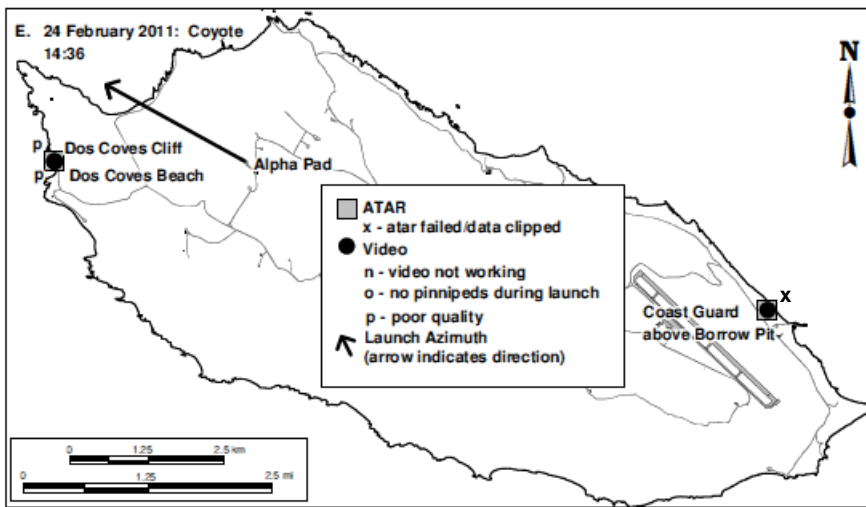 E. 24 February 2011: Coyote
14:36
N
p Dos Coves Cliff
p Dos Coves Beach
Alpha Pad
ATAR
x - atar failed/data clipped
Video
n - video not working
o - no pinnipeds during launch
p - poor quality
Launch Azimuth
(arrow indicates direction)
x
Coast Guard
above Borrow Pit
0 1.25 2.5 km
0 1.25 2.5 mi